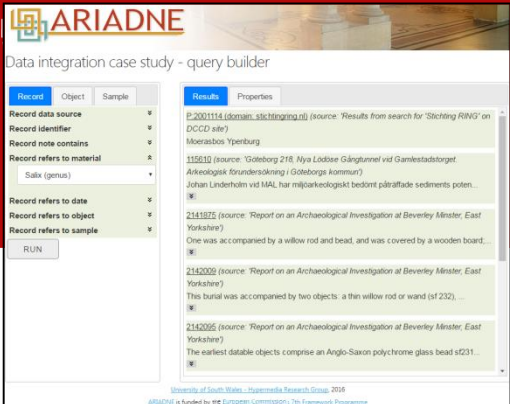 ARIADNE
Data integration case study - query builder
Record Object Sample
Record data source
Record identifier
Record note contains
Record refers to material
Salix (genus)
Record refers to date
Record refers to object
Record refers to sample
RUN
Results Properties
P:2001114 (domain: stichtingring.nl) (source: 'Results from search for 'Stichting RING' on
DCCD site')
Moerasbos Ypenburg
115610 (source: 'Göteborg 218, Nya Lödöse Gångtunnel vid Gamlestadstorget.
Arkeologisk förundersökning i Göteborgs kommun')
Johan Linderholm vid MAL har miljöarkeologiskt bedömt påträffade sediments poten...
2141875 (source: 'Report on an Archaeological Investigation at Beverley Minster, East
Yorkshire')
One was accompanied by a willow rod and bead, and was covered by a wooden board;...
2142009 (source: 'Report on an Archaeological Investigation at Beverley Minster, East
Yorkshire')
This burial was accompanied by two objects: a thin willow rod or wand (sf 232), ...
2142095 (source: 'Report on an Archaeological Investigation at Beverley Minster, East
Yorkshire')
The earliest datable objects comprise an Anglo-Saxon polychrome glass bead sf231...
University of South Wales - Hypermedia Research Group, 2016
ARIADNE is funded by the European Commission's 7th Framework Programme